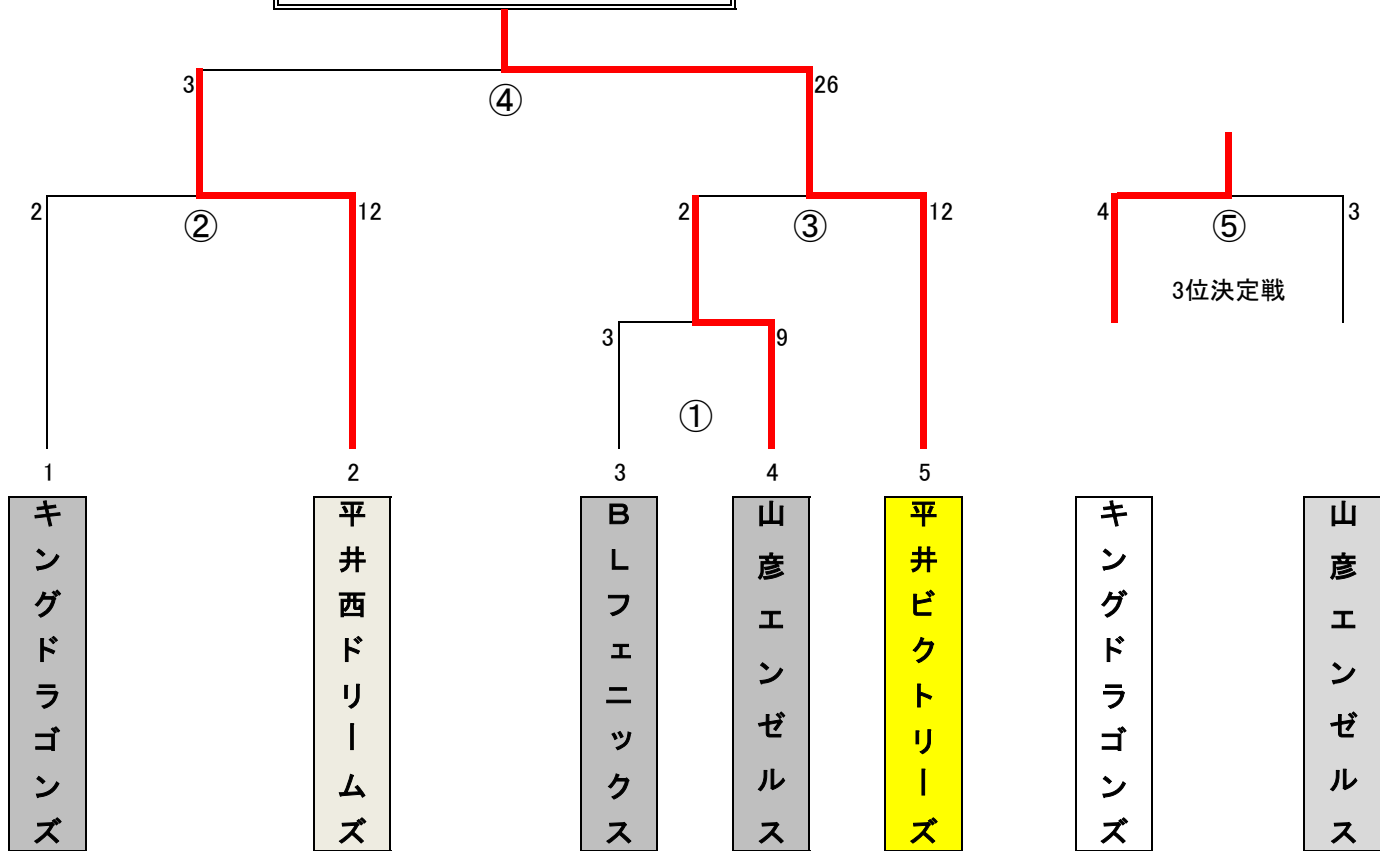 3
26
④
2
12
2
12
4
3
②
③
⑤
3位決定戦
3
9
①
1
2
3
4
5
キングドラゴンズ
平井西ドリームズ
BLフェニックス
山彦エンゼルス
平井ビクトリーズ
キングドラゴンズ
山彦エンゼルス